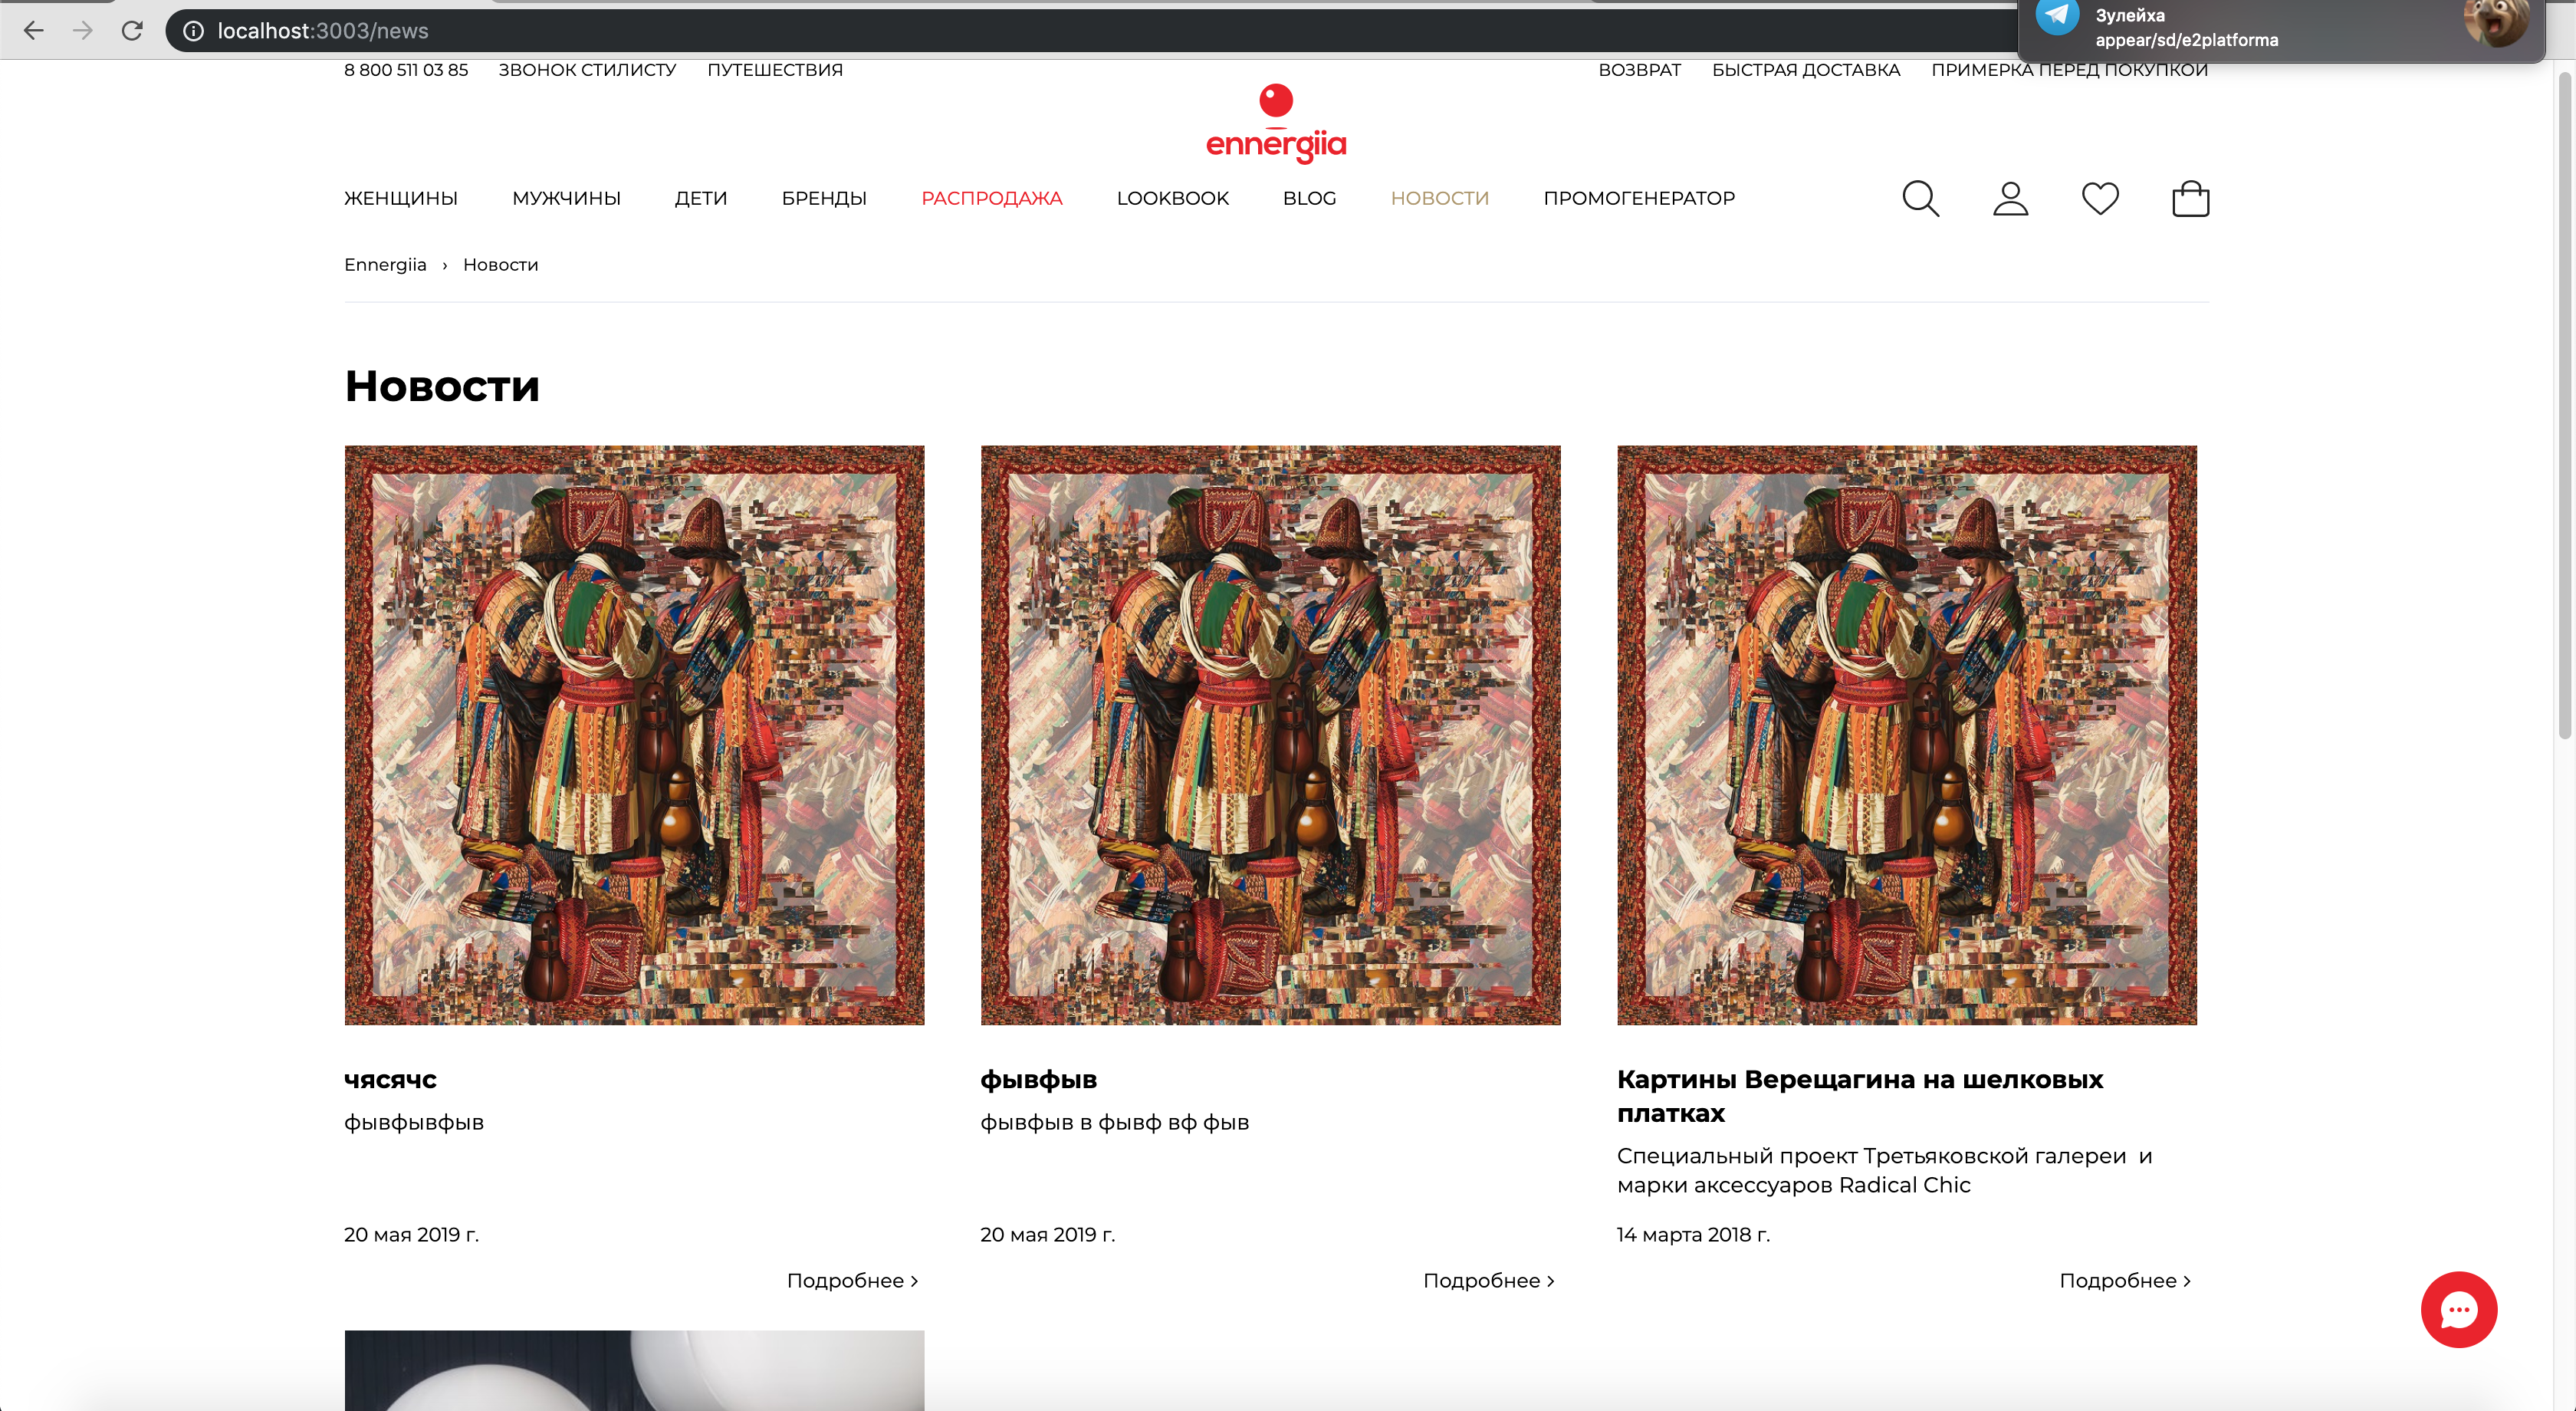 localhost:3003/news
Зулейха
appear/sd/e2platforma
8 800 511 03 85 ЗВОНОК СТИЛИСТУ ПУТЕШЕСТВИЯ ВОЗВРАТ БЫСТРАЯ ДОСТАВКА ПРИМЕРКА ПЕРЕД ПОКУПКОЙ
ennergiia
ЖЕНЩИНЫ МУЖЧИНЫ ДЕТИ БРЕНДЫ РАСПРОДАЖА LOOKBOOK BLOG НОВОСТИ ПРОМОГЕНЕРАТОР
Ennergiia › Новости
Новости
чясячс
фывфывфыв
20 мая 2019 г.
Подробнее ›
фывфыв
фывфыв в фывф вф фыв
20 мая 2019 г.
Подробнее ›
Картины Верещагина на шелковых
платках
Специальный проект Третьяковской галереи и
марки аксессуаров Radical Chic
14 марта 2018 г.
Подробнее ›